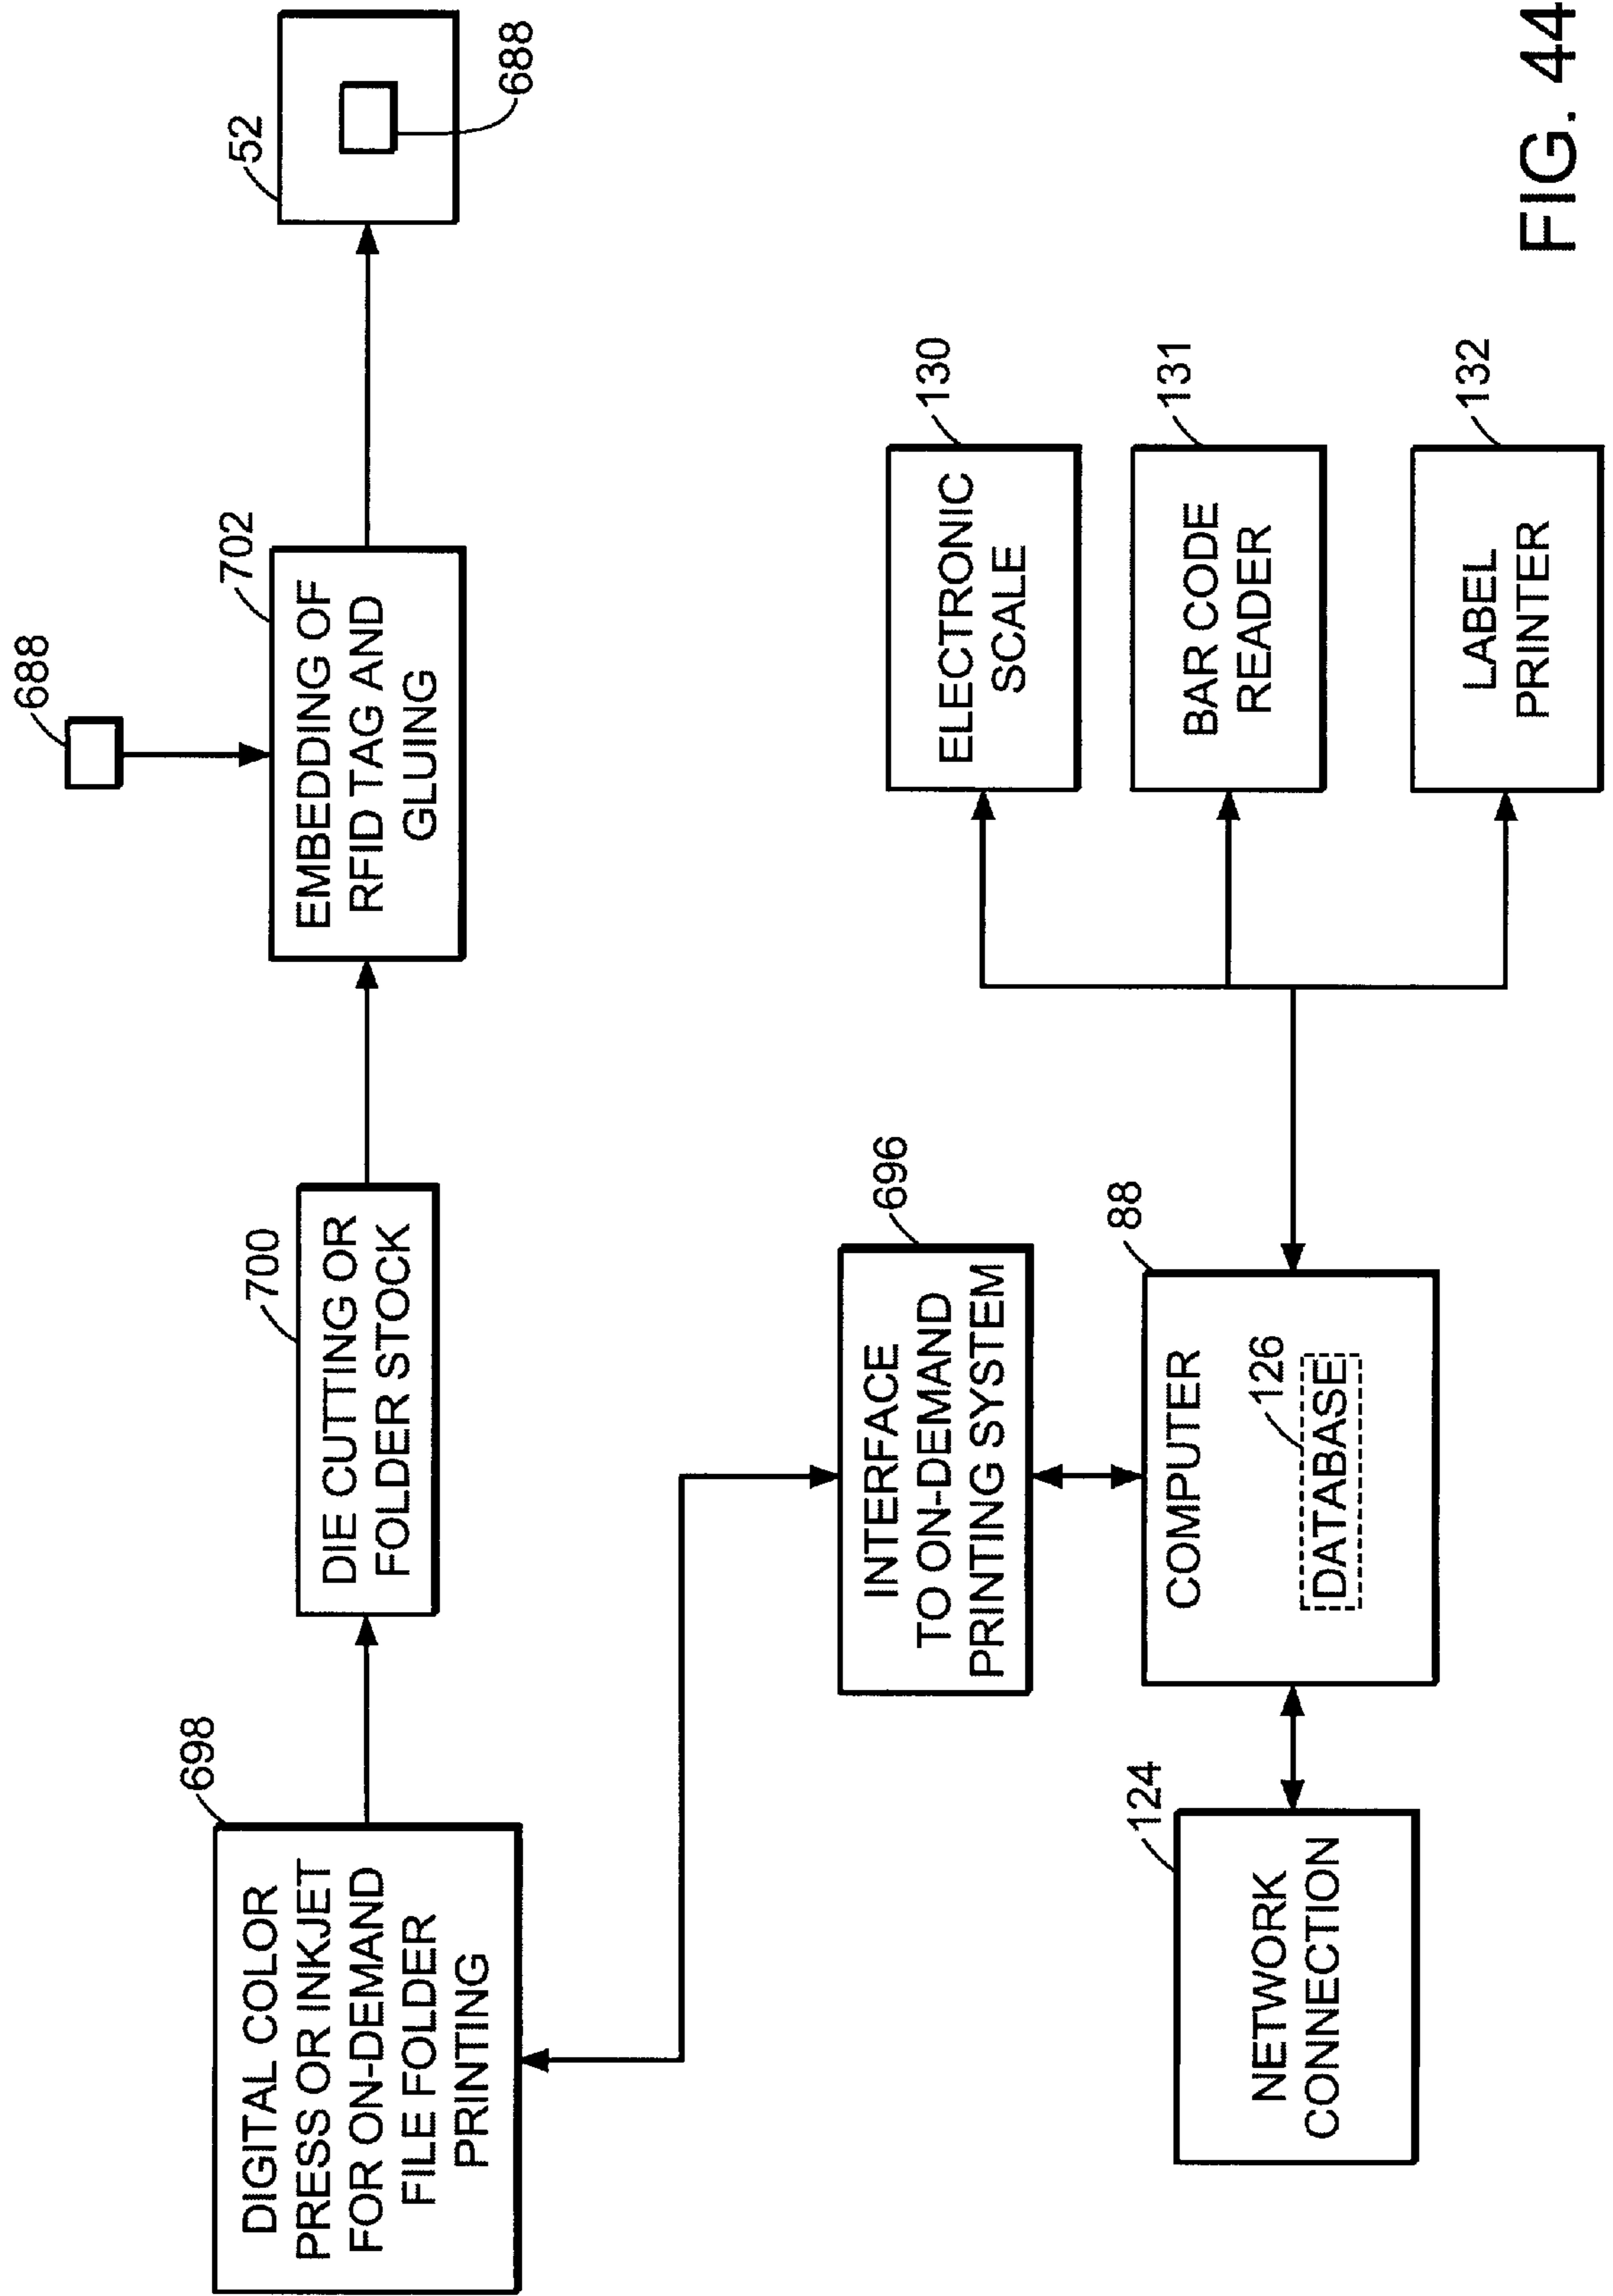 688
52
688
702
EMBEDDING OF
RFID TAG AND
GLUING
700
DIE CUTTING OR
FOLDER STOCK
698
DIGITAL COLOR
PRESS OR INKJET
FOR ON-DEMAND
FILE FOLDER
PRINTING
696
INTERFACE
TO ON-DEMAND
PRINTING SYSTEM
130
ELECTRONIC
SCALE
131
BAR CODE
READER
132
LABEL
PRINTER
88
COMPUTER
126
DATABASE
124
NETWORK
CONNECTION
FIG. 44